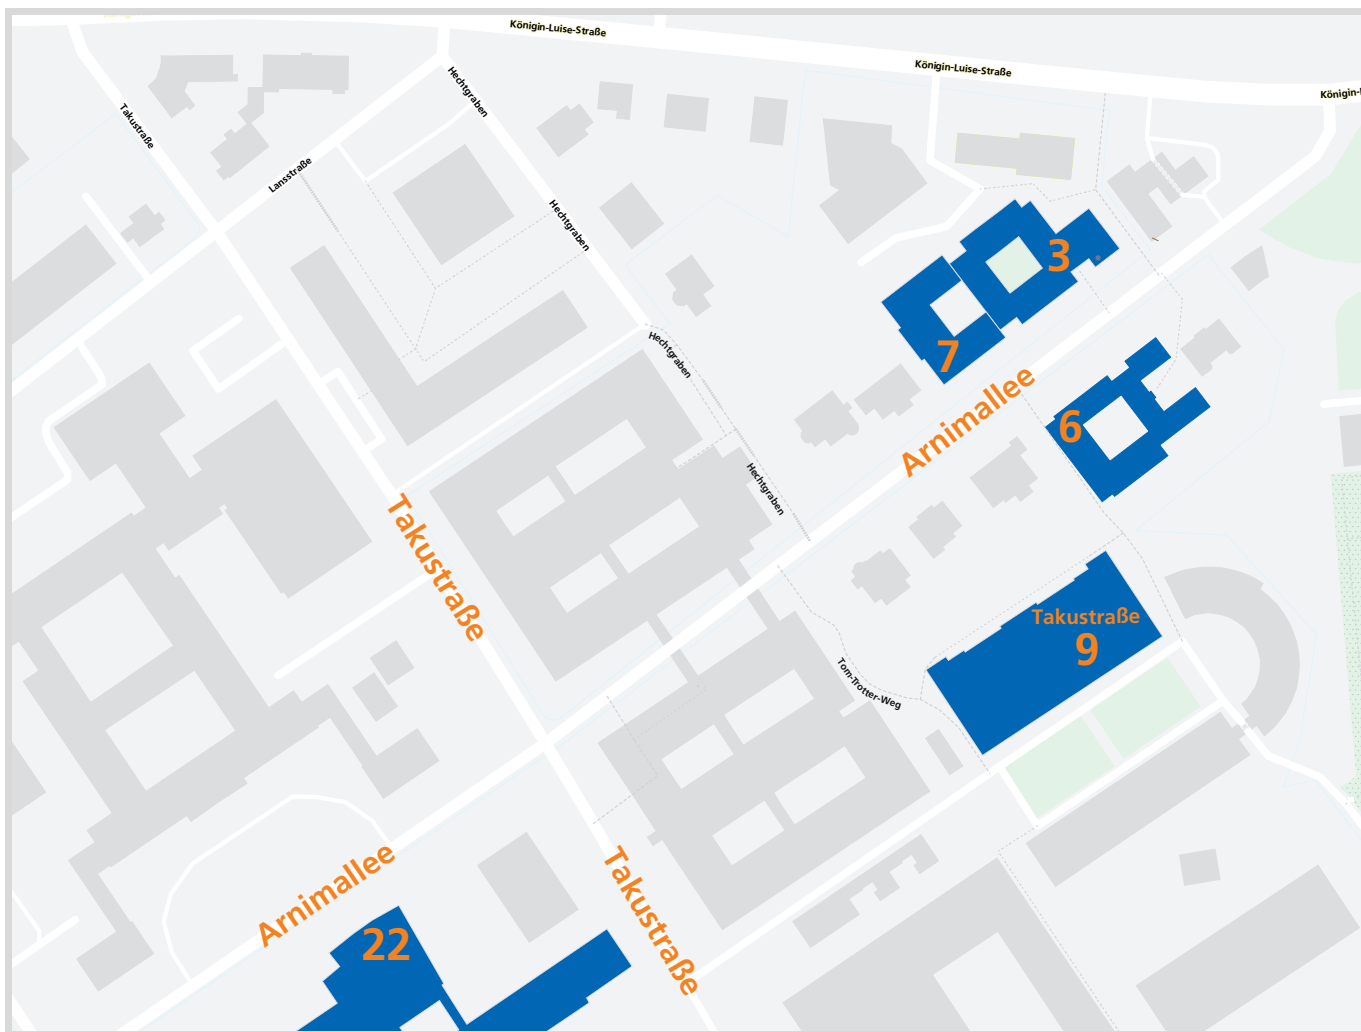 Königin-Luise-Straße
Königin-Luise-Straße
Königin-
Hechtgraben
Takustraße
Lansstraße
Hechtgraben
3
Hechtgraben
7
Arnimallee
6
Hechtgraben
Takustraße
Takustraße
9
Tom-Trotter-Weg
Arnimallee
Takustraße
22